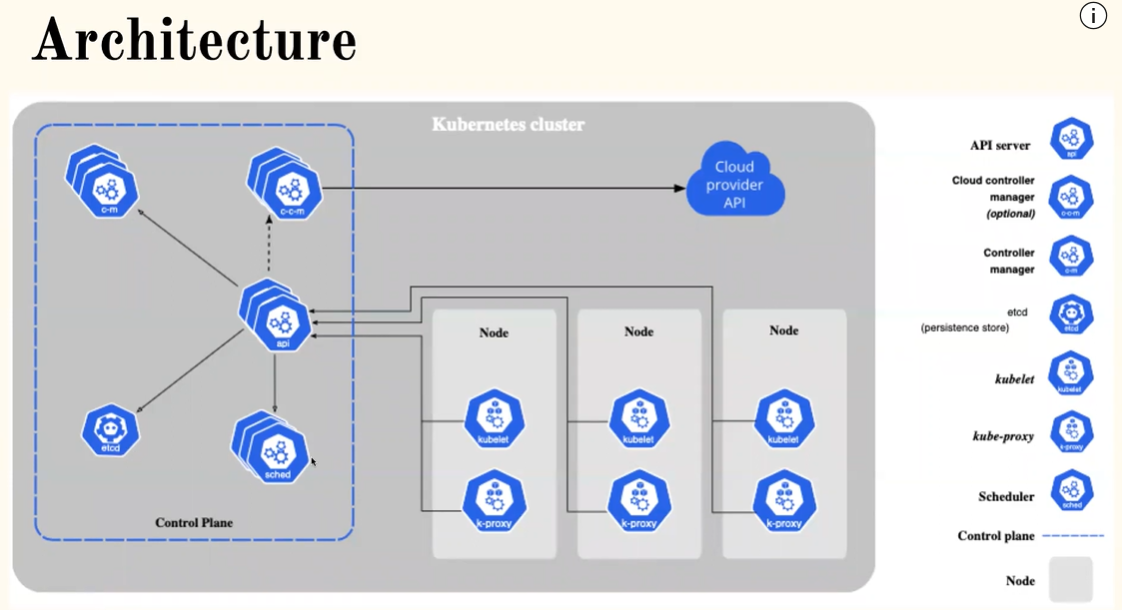 Architecture
i
Kubernetes cluster
c-m
c-c-m
Cloud
provider
API
api
etcd
sched
Control Plane
Node
kubelet
k-proxy
Node
kubelet
k-proxy
Node
kubelet
k-proxy
API server
api
Cloud controller
manager
(optional)
c-c-m
Controller
manager
c-m
etcd
(persistence store)
etcd
kubelet
kubelet
kube-proxy
k-proxy
Scheduler
sched
Control plane
Node